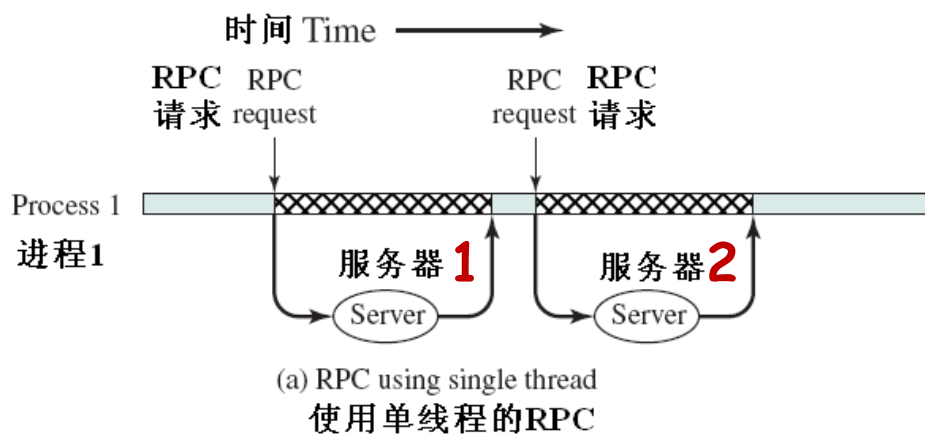 时间 Time
RPC RPC RPC RPC
请求 request request 请求
Process 1
进程1
服务器1 服务器2
Server Server
(a) RPC using single thread
使用单线程的RPC